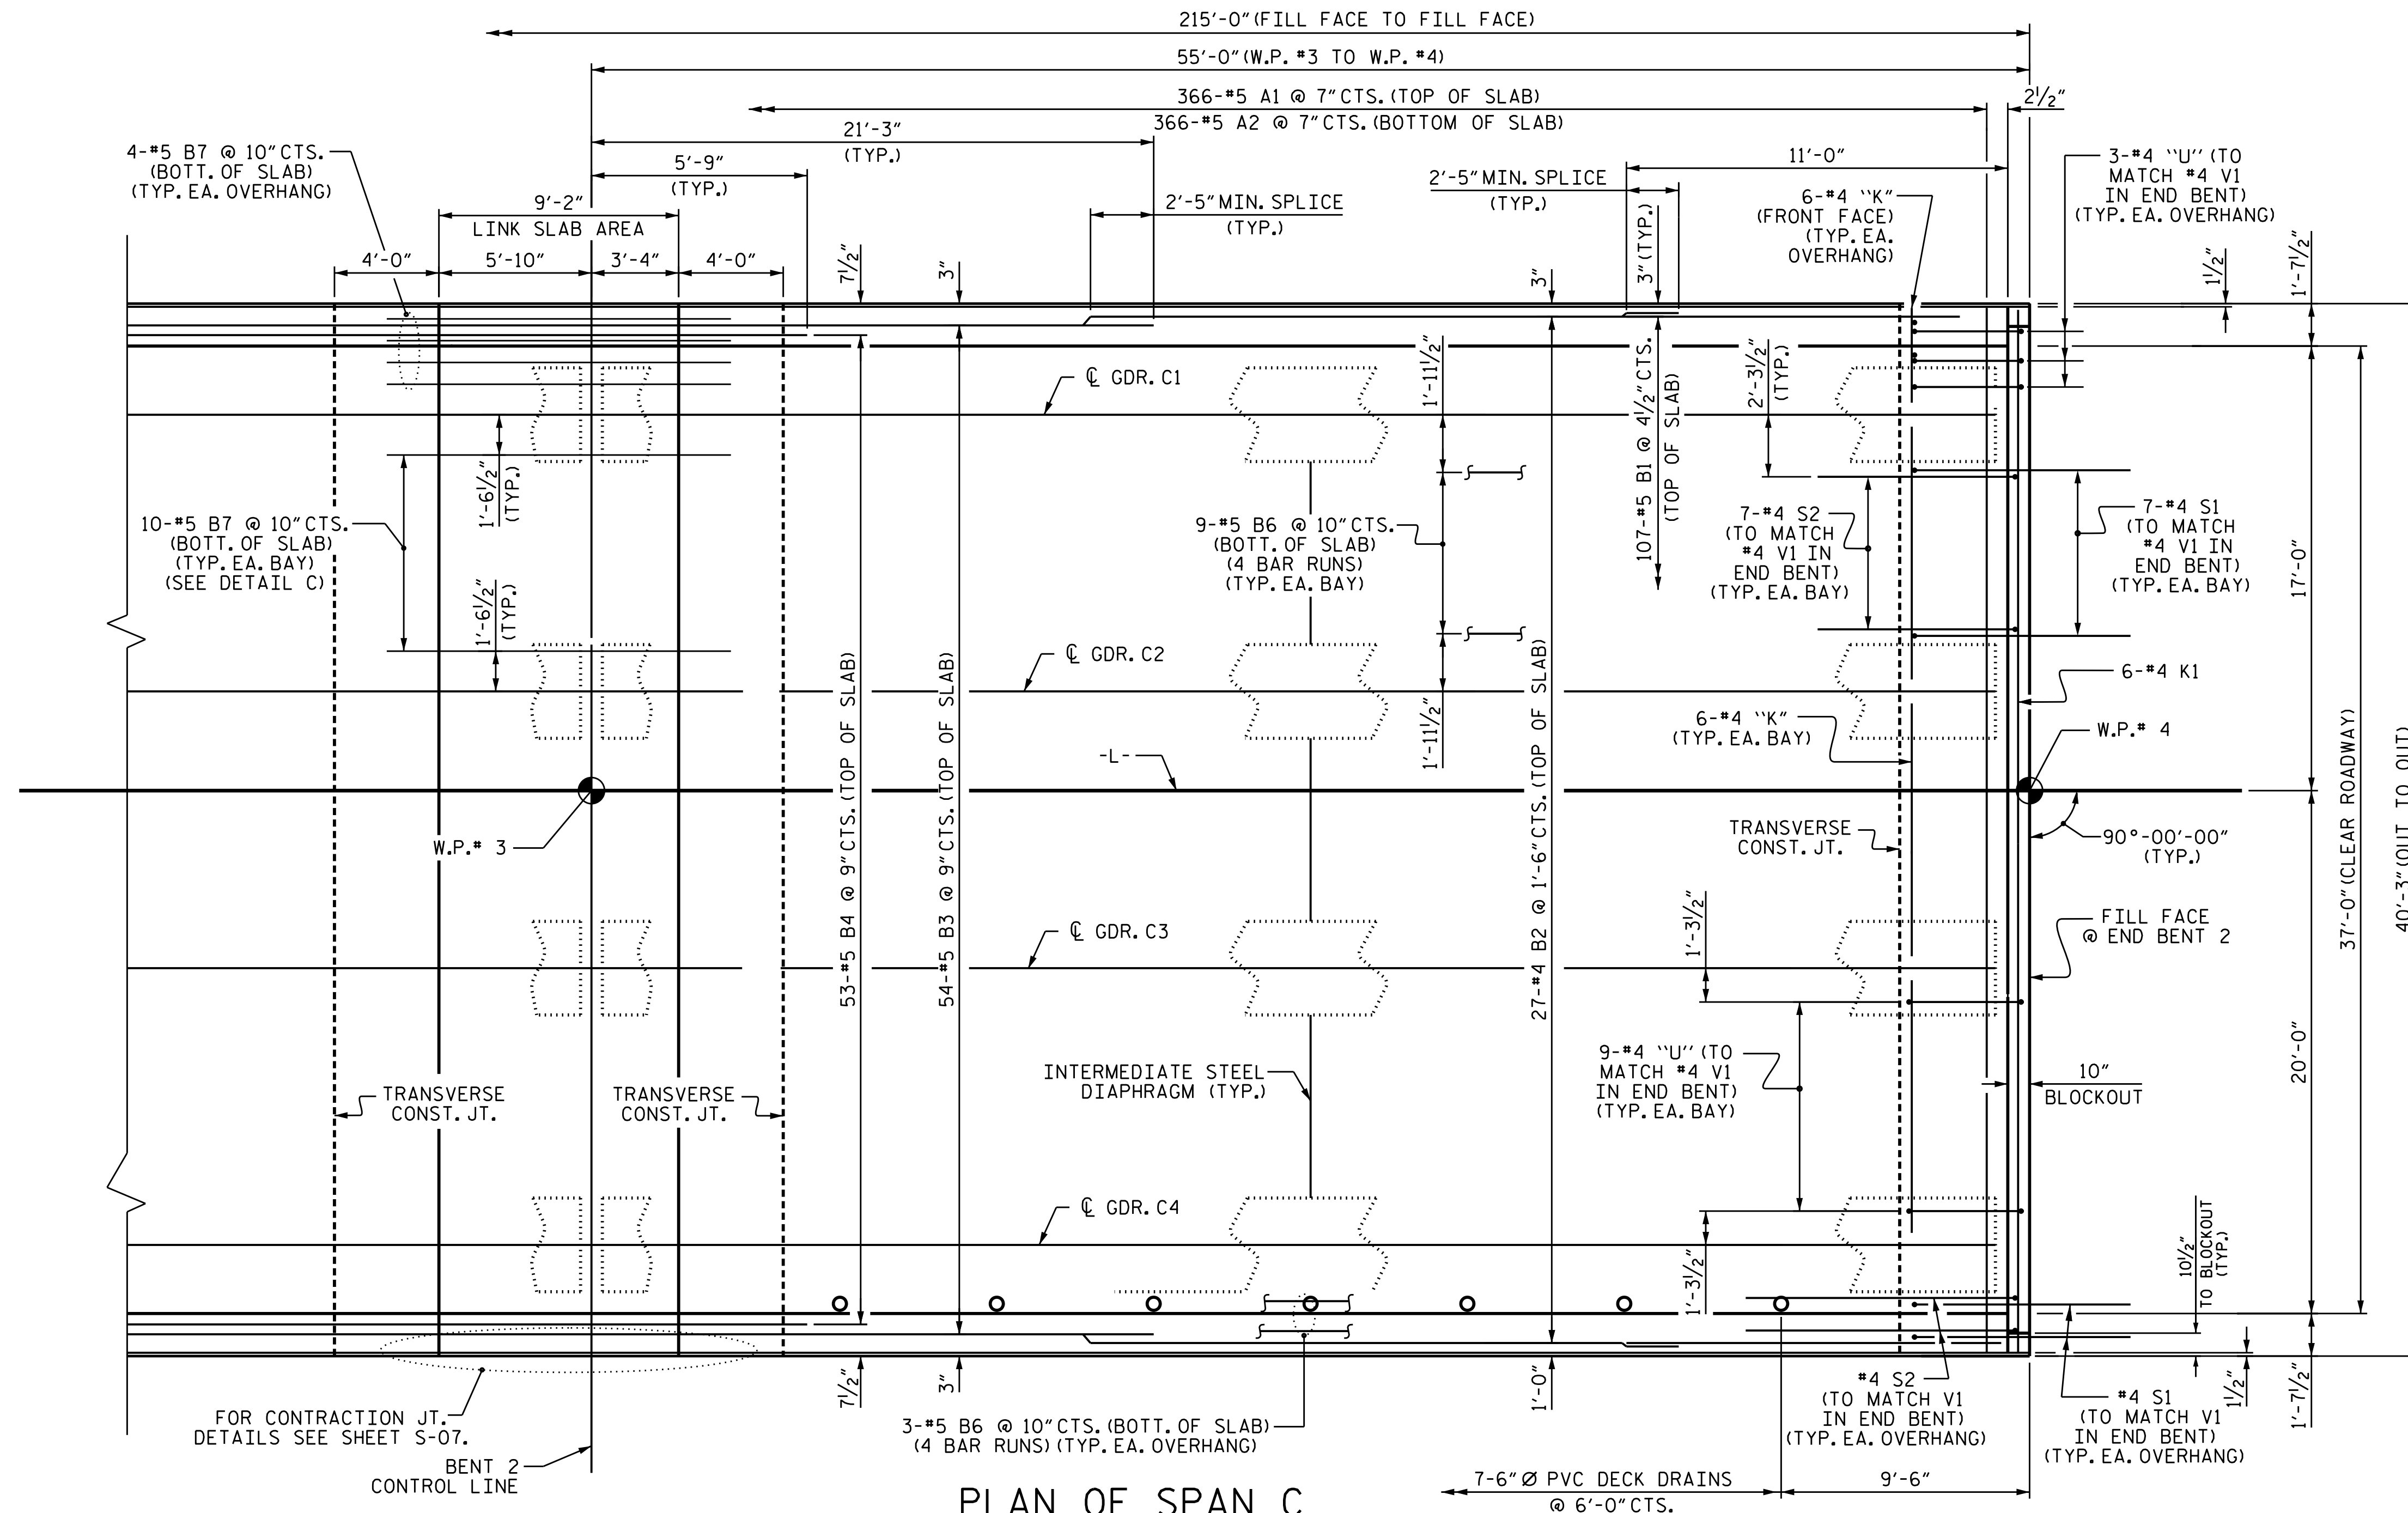 215'-0" (FILL FACE TO FILL FACE)
55'-0" (W.P. #3 TO W.P. #4)
366-#5 A1 @ 7" CTS. (TOP OF SLAB)
366-#5 A2 @ 7" CTS. (BOTTOM OF SLAB)
2½"
21'-3"
(TYP.)
5'-9"
(TYP.)
9'-2"
LINK SLAB AREA
4'-0"
5'-10"
3'-4"
4'-0"
4-#5 B7 @ 10" CTS.
(BOTT. OF SLAB)
(TYP. EA. OVERHANG)
2'-5" MIN. SPLICE
(TYP.)
2'-5" MIN. SPLICE
(TYP.)
11'-0"
6-#4 "K"
(FRONT FACE)
(TYP. EA.
OVERHANG)
3-#4 "U" (TO
MATCH #4 V1
IN END BENT)
(TYP. EA. OVERHANG)
7½"
3"
3"
3" (TYP.)
1½"
1'-7½"
℄ GDR. C1
1'-11½"
107-#5 B1 @ 4½" CTS.
(TOP OF SLAB)
2'-3½"
(TYP.)
1'-6½"
(TYP.)
10-#5 B7 @ 10" CTS.
(BOTT. OF SLAB)
(TYP. EA. BAY)
(SEE DETAIL C)
1'-6½"
(TYP.)
9-#5 B6 @ 10" CTS.
(BOTT. OF SLAB)
(4 BAR RUNS)
(TYP. EA. BAY)
7-#4 S2
(TO MATCH
#4 V1 IN
END BENT)
(TYP. EA. BAY)
7-#4 S1
(TO MATCH
#4 V1 IN
END BENT)
(TYP. EA. BAY)
17'-0"
℄ GDR. C2
1'-11½"
6-#4 K1
6-#4 "K"
(TYP. EA. BAY)
W.P.# 4
-L-
53-#5 B4 @ 9" CTS. (TOP OF SLAB)
54-#5 B3 @ 9" CTS. (TOP OF SLAB)
27-#4 B2 @ 1'-6" CTS. (TOP OF SLAB)
37'-0" (CLEAR ROADWAY)
40'-3" (OUT TO OUT)
W.P.# 3
TRANSVERSE
CONST. JT.
90°-00'-00"
(TYP.)
℄ GDR. C3
1'-3½"
FILL FACE
@ END BENT 2
INTERMEDIATE STEEL
DIAPHRAGM (TYP.)
9-#4 "U" (TO
MATCH #4 V1
IN END BENT)
(TYP. EA. BAY)
20'-0"
10"
BLOCKOUT
TRANSVERSE
CONST. JT.
TRANSVERSE
CONST. JT.
℄ GDR. C4
1'-3½"
10½"
TO BLOCKOUT
(TYP.)
7½"
3"
1'-0"
#4 S2
(TO MATCH V1
IN END BENT)
(TYP. EA. OVERHANG)
#4 S1
(TO MATCH V1
IN END BENT)
(TYP. EA. OVERHANG)
1½"
1'-7½"
FOR CONTRACTION JT.
DETAILS SEE SHEET S-07.
3-#5 B6 @ 10" CTS. (BOTT. OF SLAB)
(4 BAR RUNS) (TYP. EA. OVERHANG)
BENT 2
CONTROL LINE
7-6" Ø PVC DECK DRAINS
@ 6'-0" CTS.
9'-6"
PLAN OF SPAN C